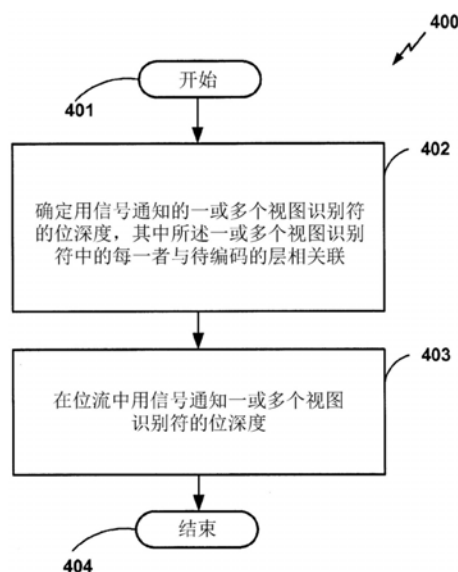 400
开始
401
402
确定用信号通知的一或多个视图识别符
的位深度，其中所述一或多个视图识别
符中的每一者与待编码的层相关联
403
在位流中用信号通知一或多个视图
识别符的位深度
结束
404